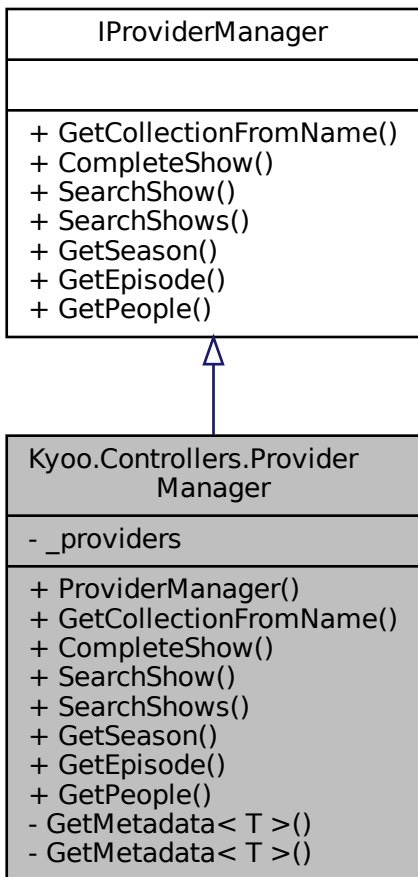 IProviderManager
+ GetCollectionFromName()
+ CompleteShow()
+ SearchShow()
+ SearchShows()
+ GetSeason()
+ GetEpisode()
+ GetPeople()
Kyoo.Controllers.Provider
Manager
- _providers
+ ProviderManager()
+ GetCollectionFromName()
+ CompleteShow()
+ SearchShow()
+ SearchShows()
+ GetSeason()
+ GetEpisode()
+ GetPeople()
- GetMetadata< T >()
- GetMetadata< T >()